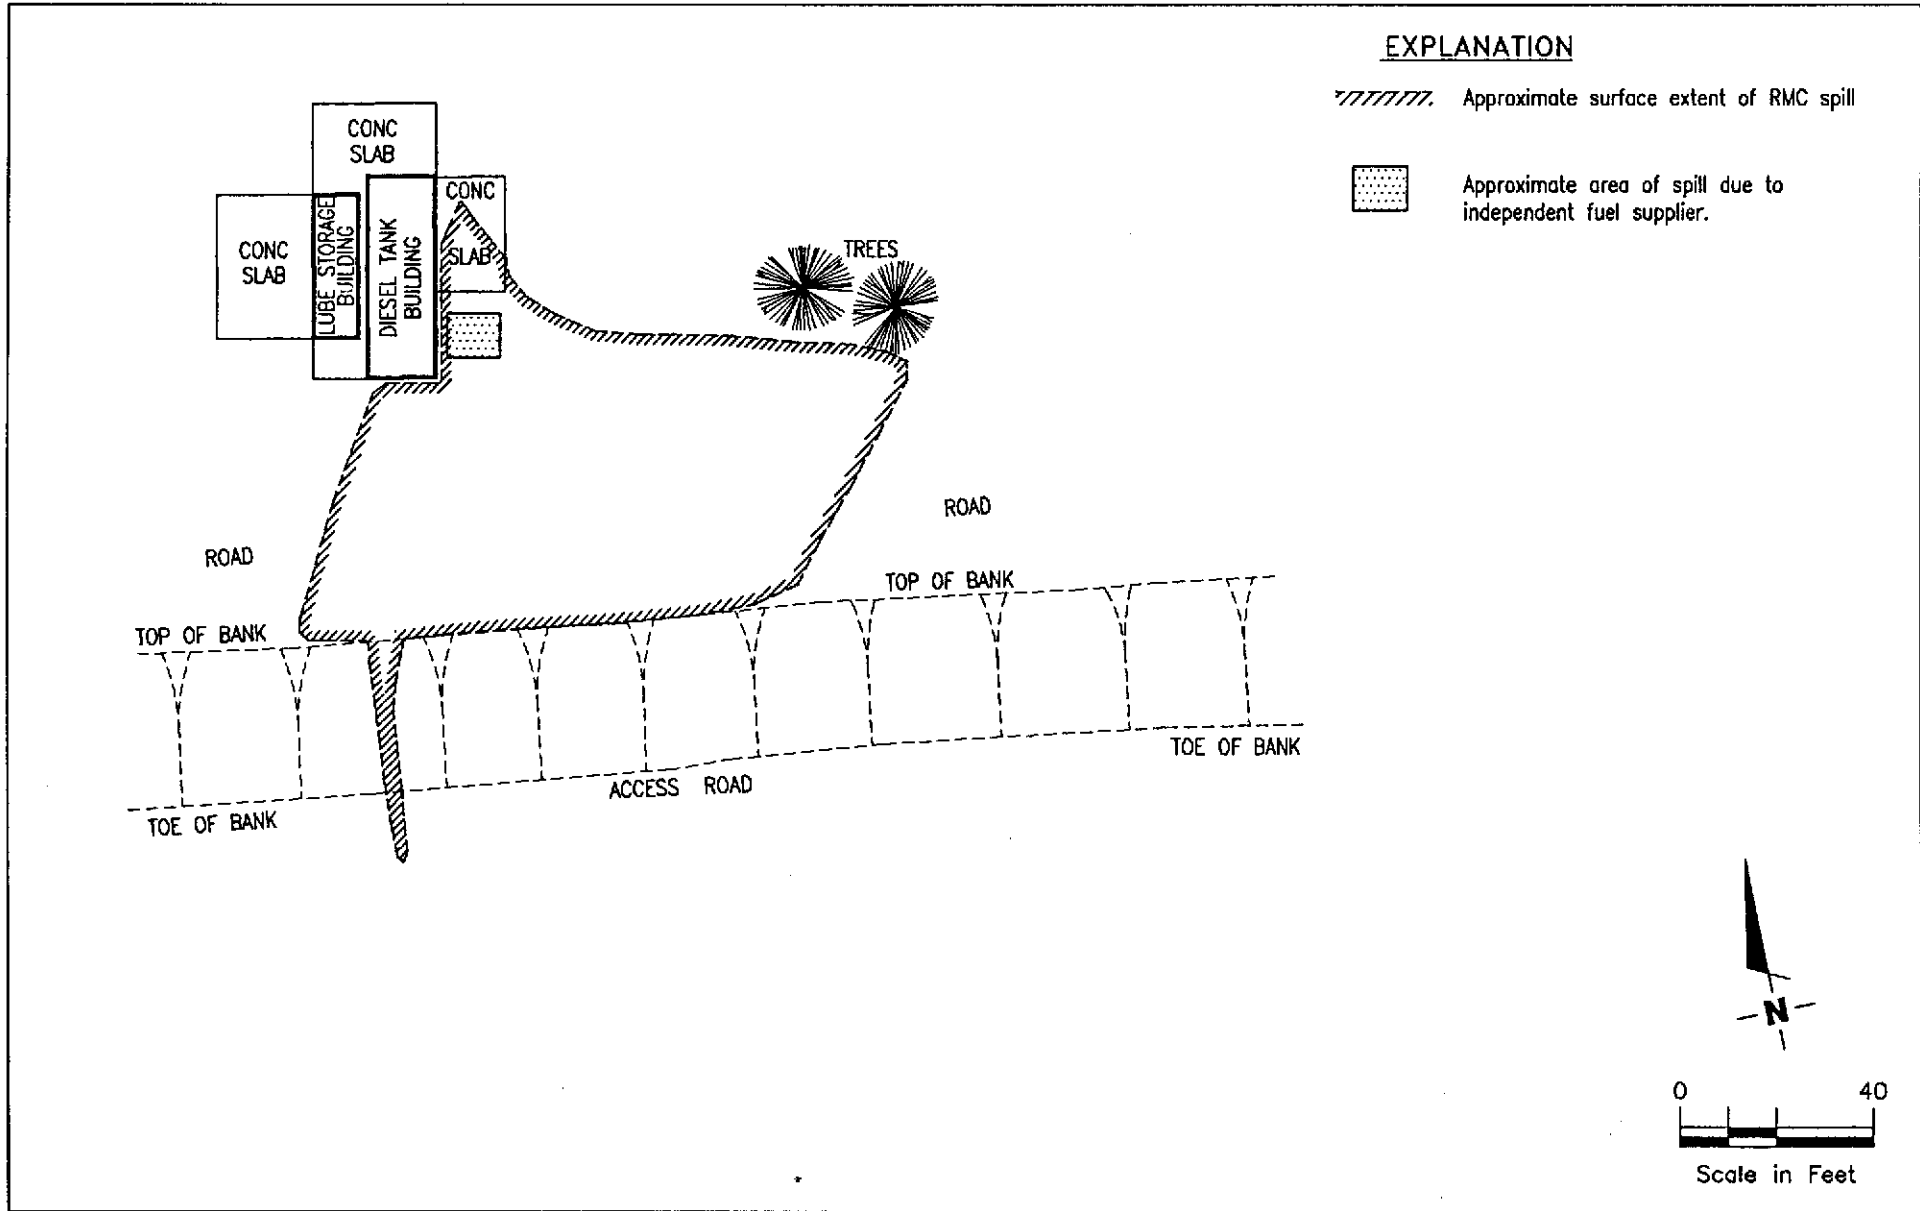 EXPLANATION
Approximate surface extent of RMC spill
Approximate area of spill due to
independent fuel supplier.
CONC
SLAB
CONC
SLAB
LUBE STORAGE
BUILDING
DIESEL TANK
BUILDING
CONC
SLAB
TREES
ROAD
ROAD
TOP OF BANK
TOP OF BANK
TOE OF BANK
ACCESS ROAD
TOE OF BANK
N
0 40
Scale in Feet